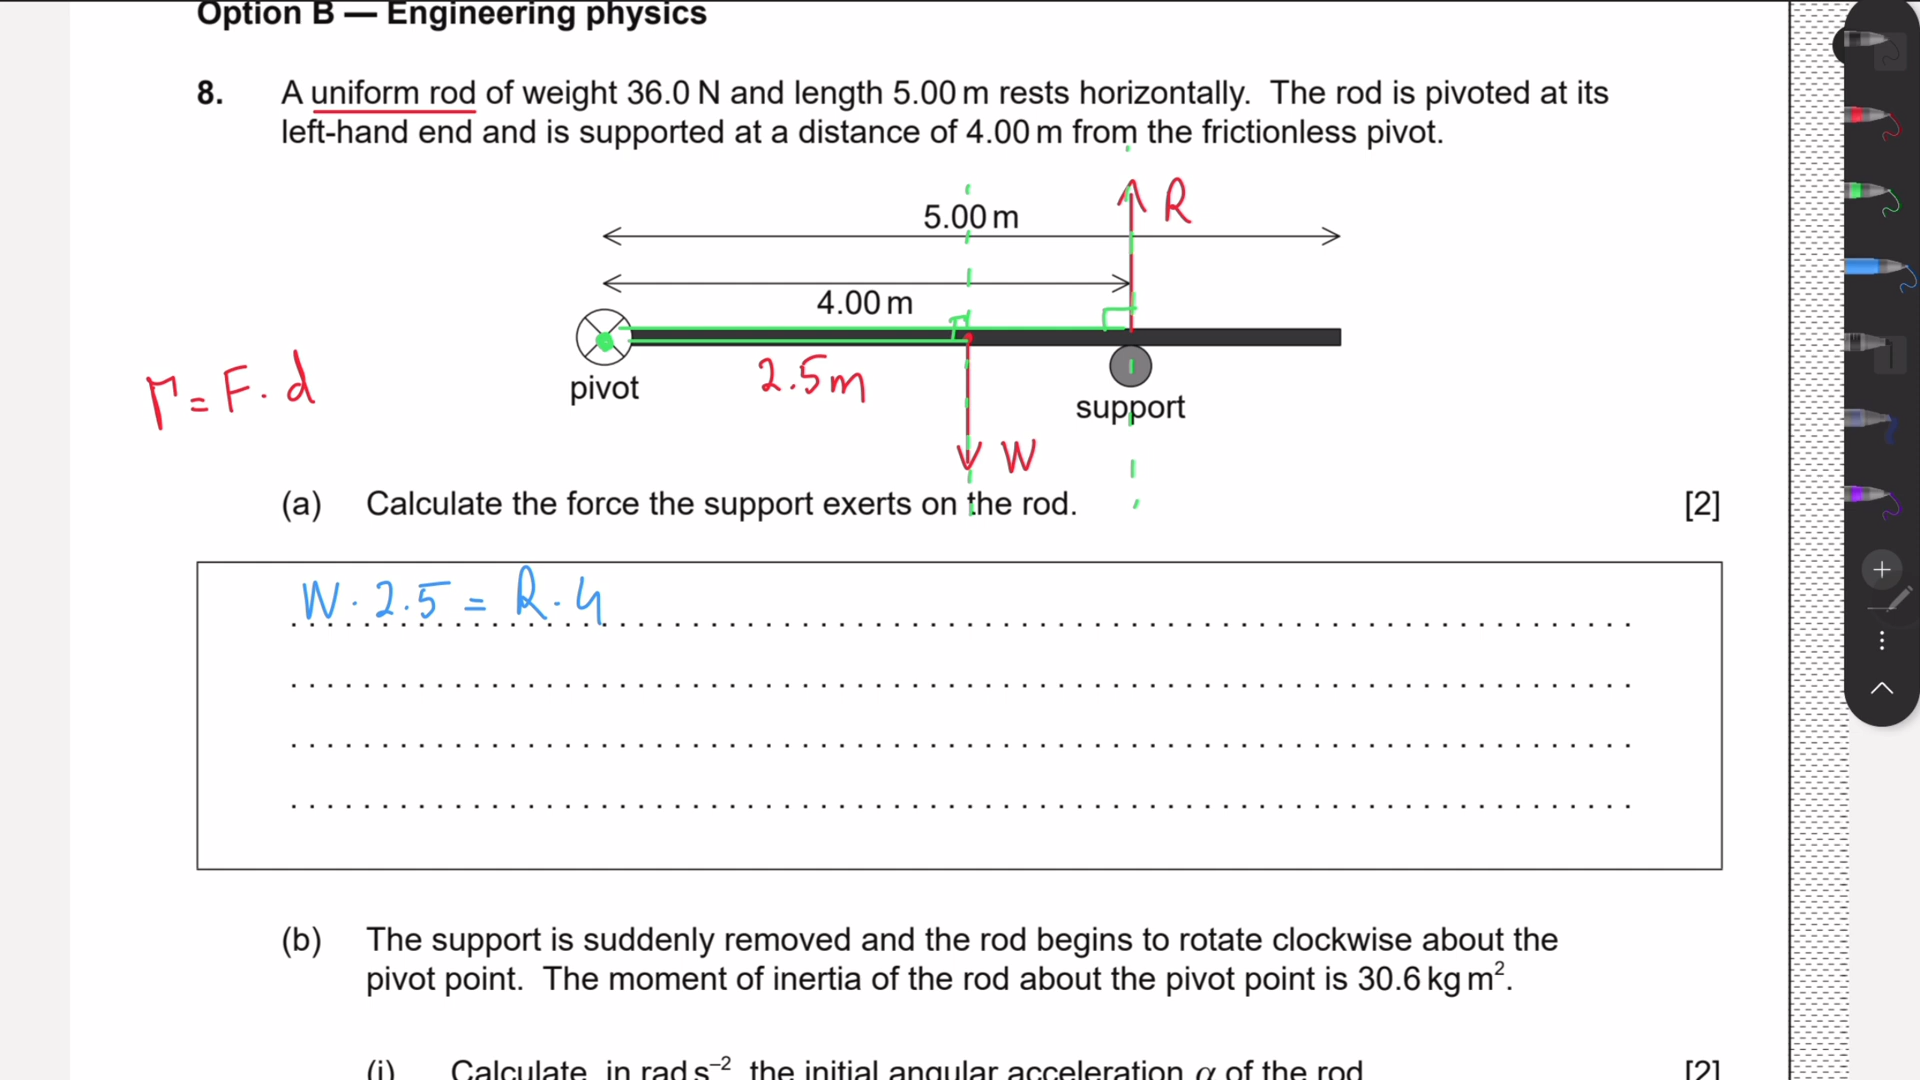 Option B — Engineering physics
8. A uniform rod of weight 36.0 N and length 5.00 m rests horizontally. The rod is pivoted at its
left-hand end and is supported at a distance of 4.00 m from the frictionless pivot.
R
5.00 m
4.00 m
Γ = F · d
pivot
2.5m
support
W
(a) Calculate the force the support exerts on the rod. [2]
W · 2.5 = R · 4
(b) The support is suddenly removed and the rod begins to rotate clockwise about the
pivot point. The moment of inertia of the rod about the pivot point is 30.6 kg m².
(i) Calculate, in rad s⁻², the initial angular acceleration α of the rod. [2]